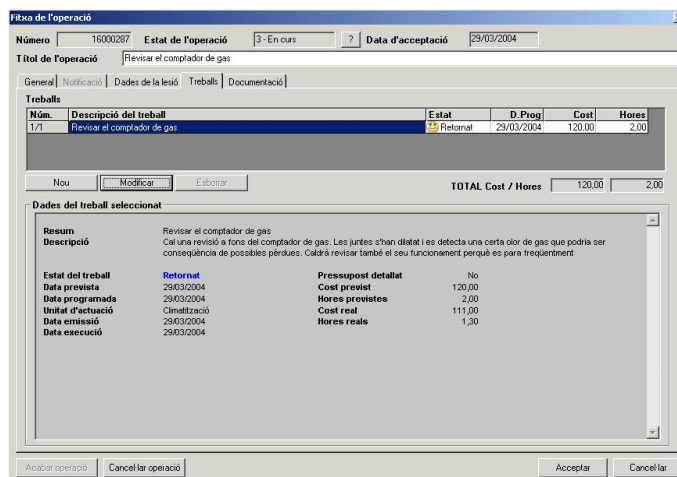 Fitxa de l'operació
Número 16000287 Estat de l'operació 3 - En curs ? Data d'acceptació 29/03/2004
Títol de l'operació Revisar el comptador de gas
General Notificació Dades de la lesió Treballs Documentació
Treballs
Núm. Descripció del treball Estat D.Prog Cost Hores
1/1 Revisar el comptador de gas Retornat 29/03/2004 120,00 2,00
Nou Modificar Esborrar TOTAL Cost / Hores 120,00 2,00
Dades del treball seleccionat
Resum Revisar el comptador de gas
Descripció Cal una revisió a fons del comptador de gas. Les juntes s'han dilatat i es detecta una certa olor de gas que podria ser
conseqüència de possibles pèrdues. Caldrà revisar també el seu funcionament perquè es para freqüentment
Estat del treball Retornat Pressupost detallat No
Data prevista 29/03/2004 Cost previst 120,00
Data programada 29/03/2004 Hores previstes 2,00
Unitat d'actuació Climatització Cost real 111,00
Data emissió 29/03/2004 Hores reals 1,30
Data execució 29/03/2004
Acabar operació Cancel·lar operació Acceptar Cancel·lar